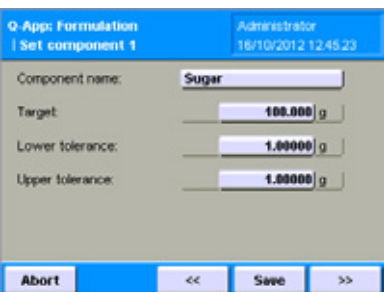 Q-App: Formulation
Administrator
| Set component 1
16/10/2012 12.45.23
Component name:
Sugar
Target:
100.000 g
Lower tolerance:
1.00000 g
Upper tolerance:
1.00000 g
Abort
<<
Save
>>